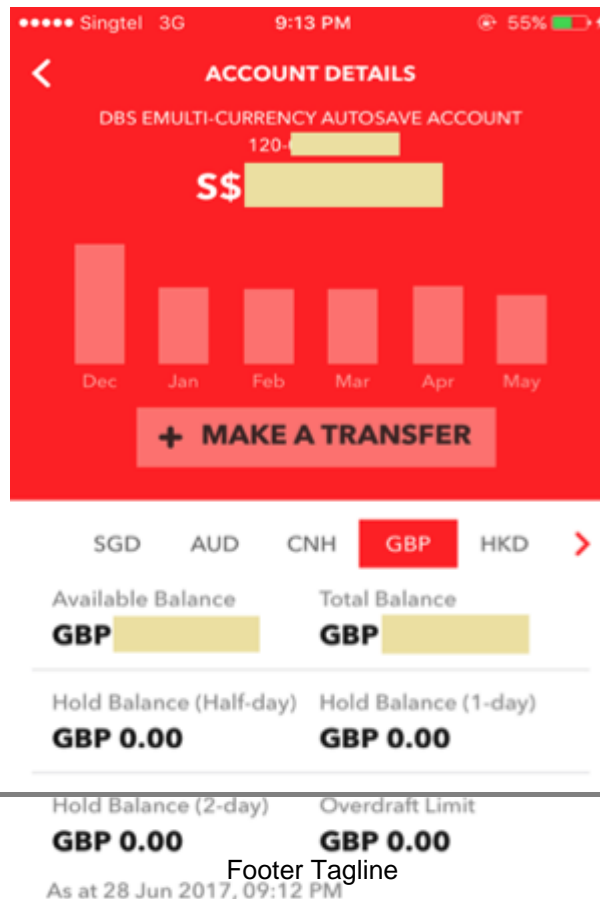 Singtel 3G 9:13 PM 55%
ACCOUNT DETAILS
DBS EMULTI-CURRENCY AUTOSAVE ACCOUNT
120-
S$
Dec Jan Feb Mar Apr May
+ MAKE A TRANSFER
SGD AUD CNH GBP HKD
Available Balance Total Balance
GBP GBP
Hold Balance (Half-day) Hold Balance (1-day)
GBP 0.00 GBP 0.00
Hold Balance (2-day) Overdraft Limit
GBP 0.00 GBP 0.00
Footer Tagline
As at 28 Jun 2017, 09:12 PM